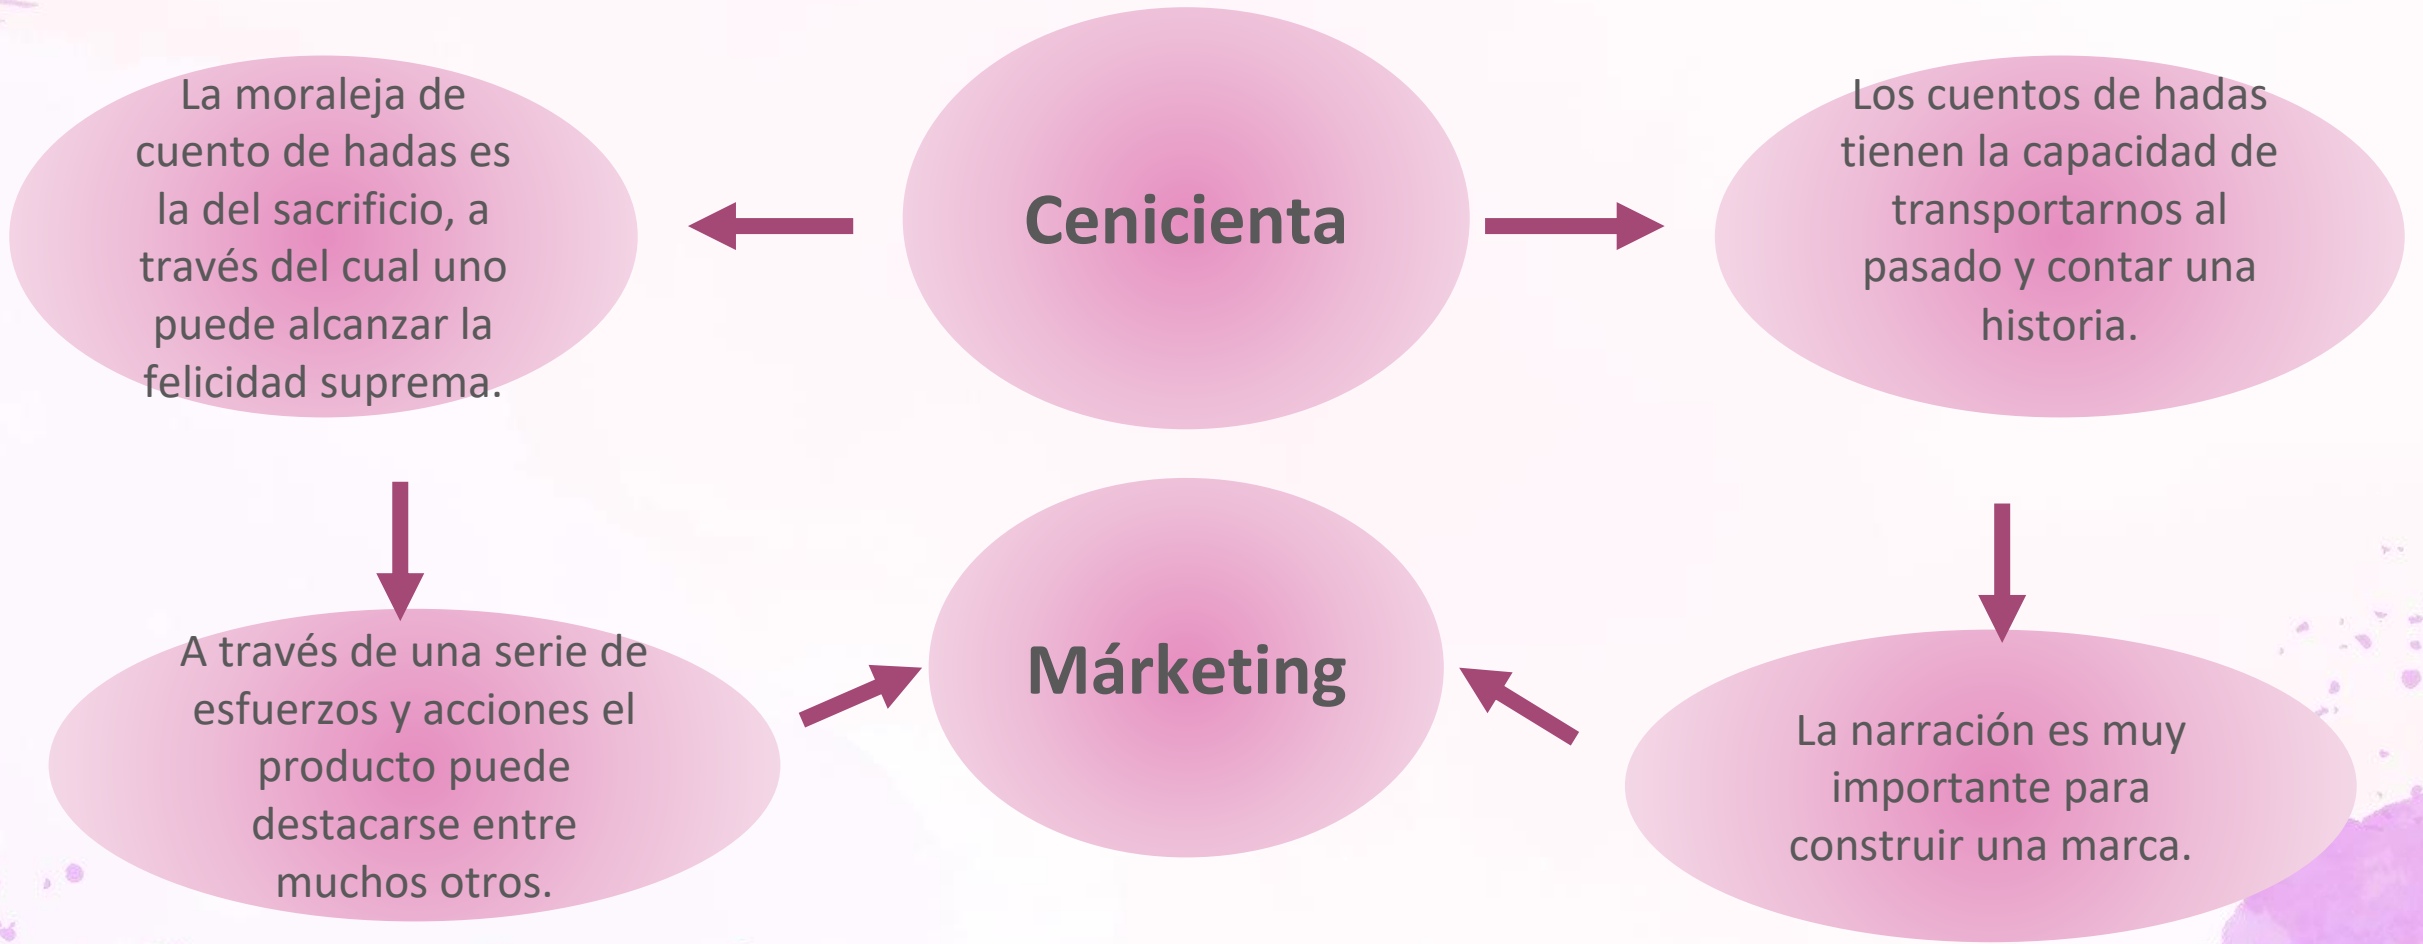 La moraleja de
cuento de hadas es
la del sacrificio, a
través del cual uno
puede alcanzar la
felicidad suprema.
Cenicienta
Los cuentos de hadas
tienen la capacidad de
transportarnos al
pasado y contar una
historia.
A través de una serie de
esfuerzos y acciones el
producto puede
destacarse entre
muchos otros.
Márketing
La narración es muy
importante para
construir una marca.